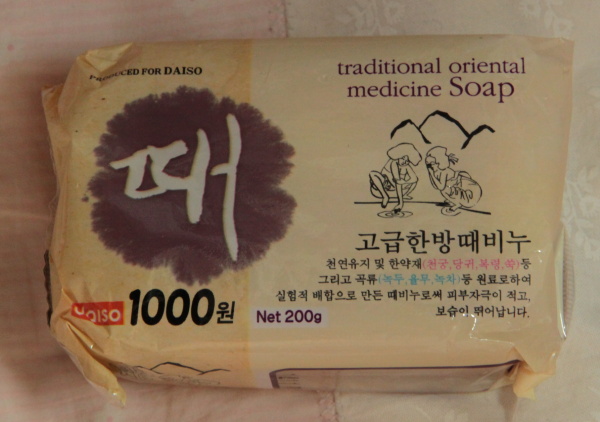 PRODUCED FOR DAISO
traditional oriental
medicine Soap
때
고급한방때비누
천연유지 및 한약재(천궁,당귀,복령,쑥)등
그리고 곡류(녹두,율무,녹차)등 원료로하여
실험적 배합으로 만든 때비누로써 피부자극이 적고,
보습이 뛰어납니다.
DAISO 1000원 Net 200g